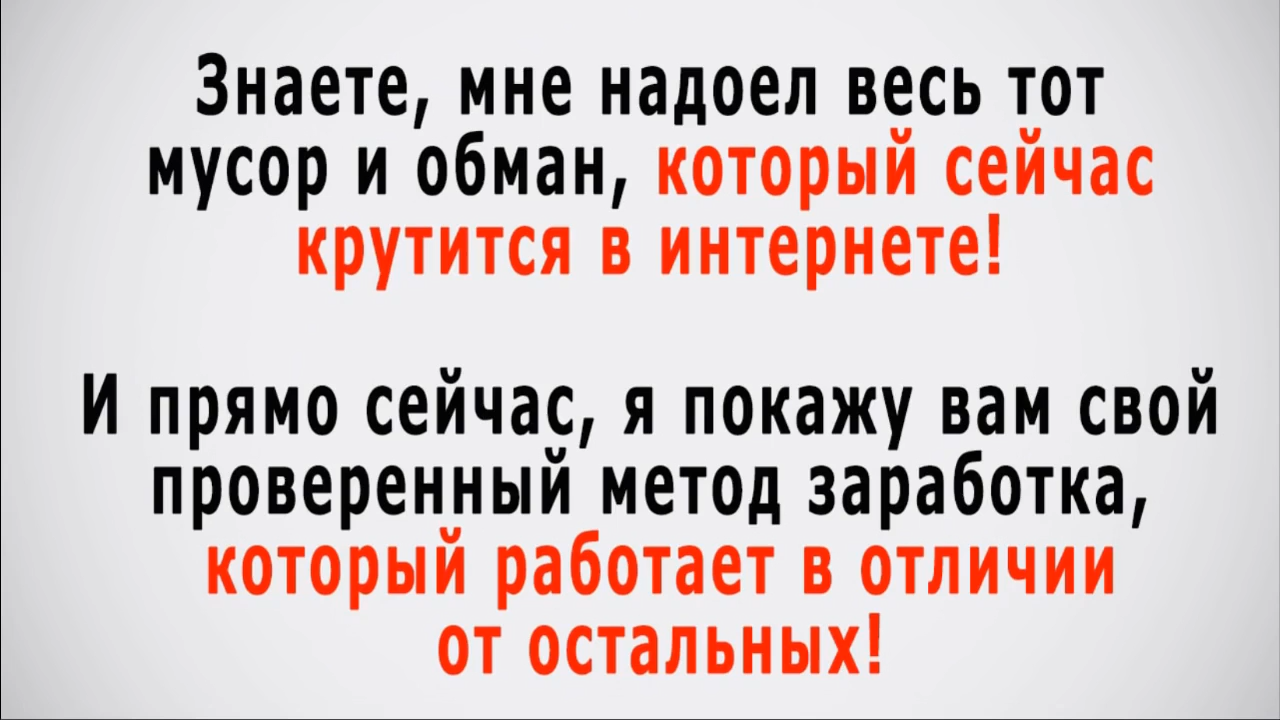 Знаете, мне надоел весь тот
мусор и обман, который сейчас
крутится в интернете!
И прямо сейчас, я покажу вам свой
проверенный метод заработка,
который работает в отличии
от остальных!